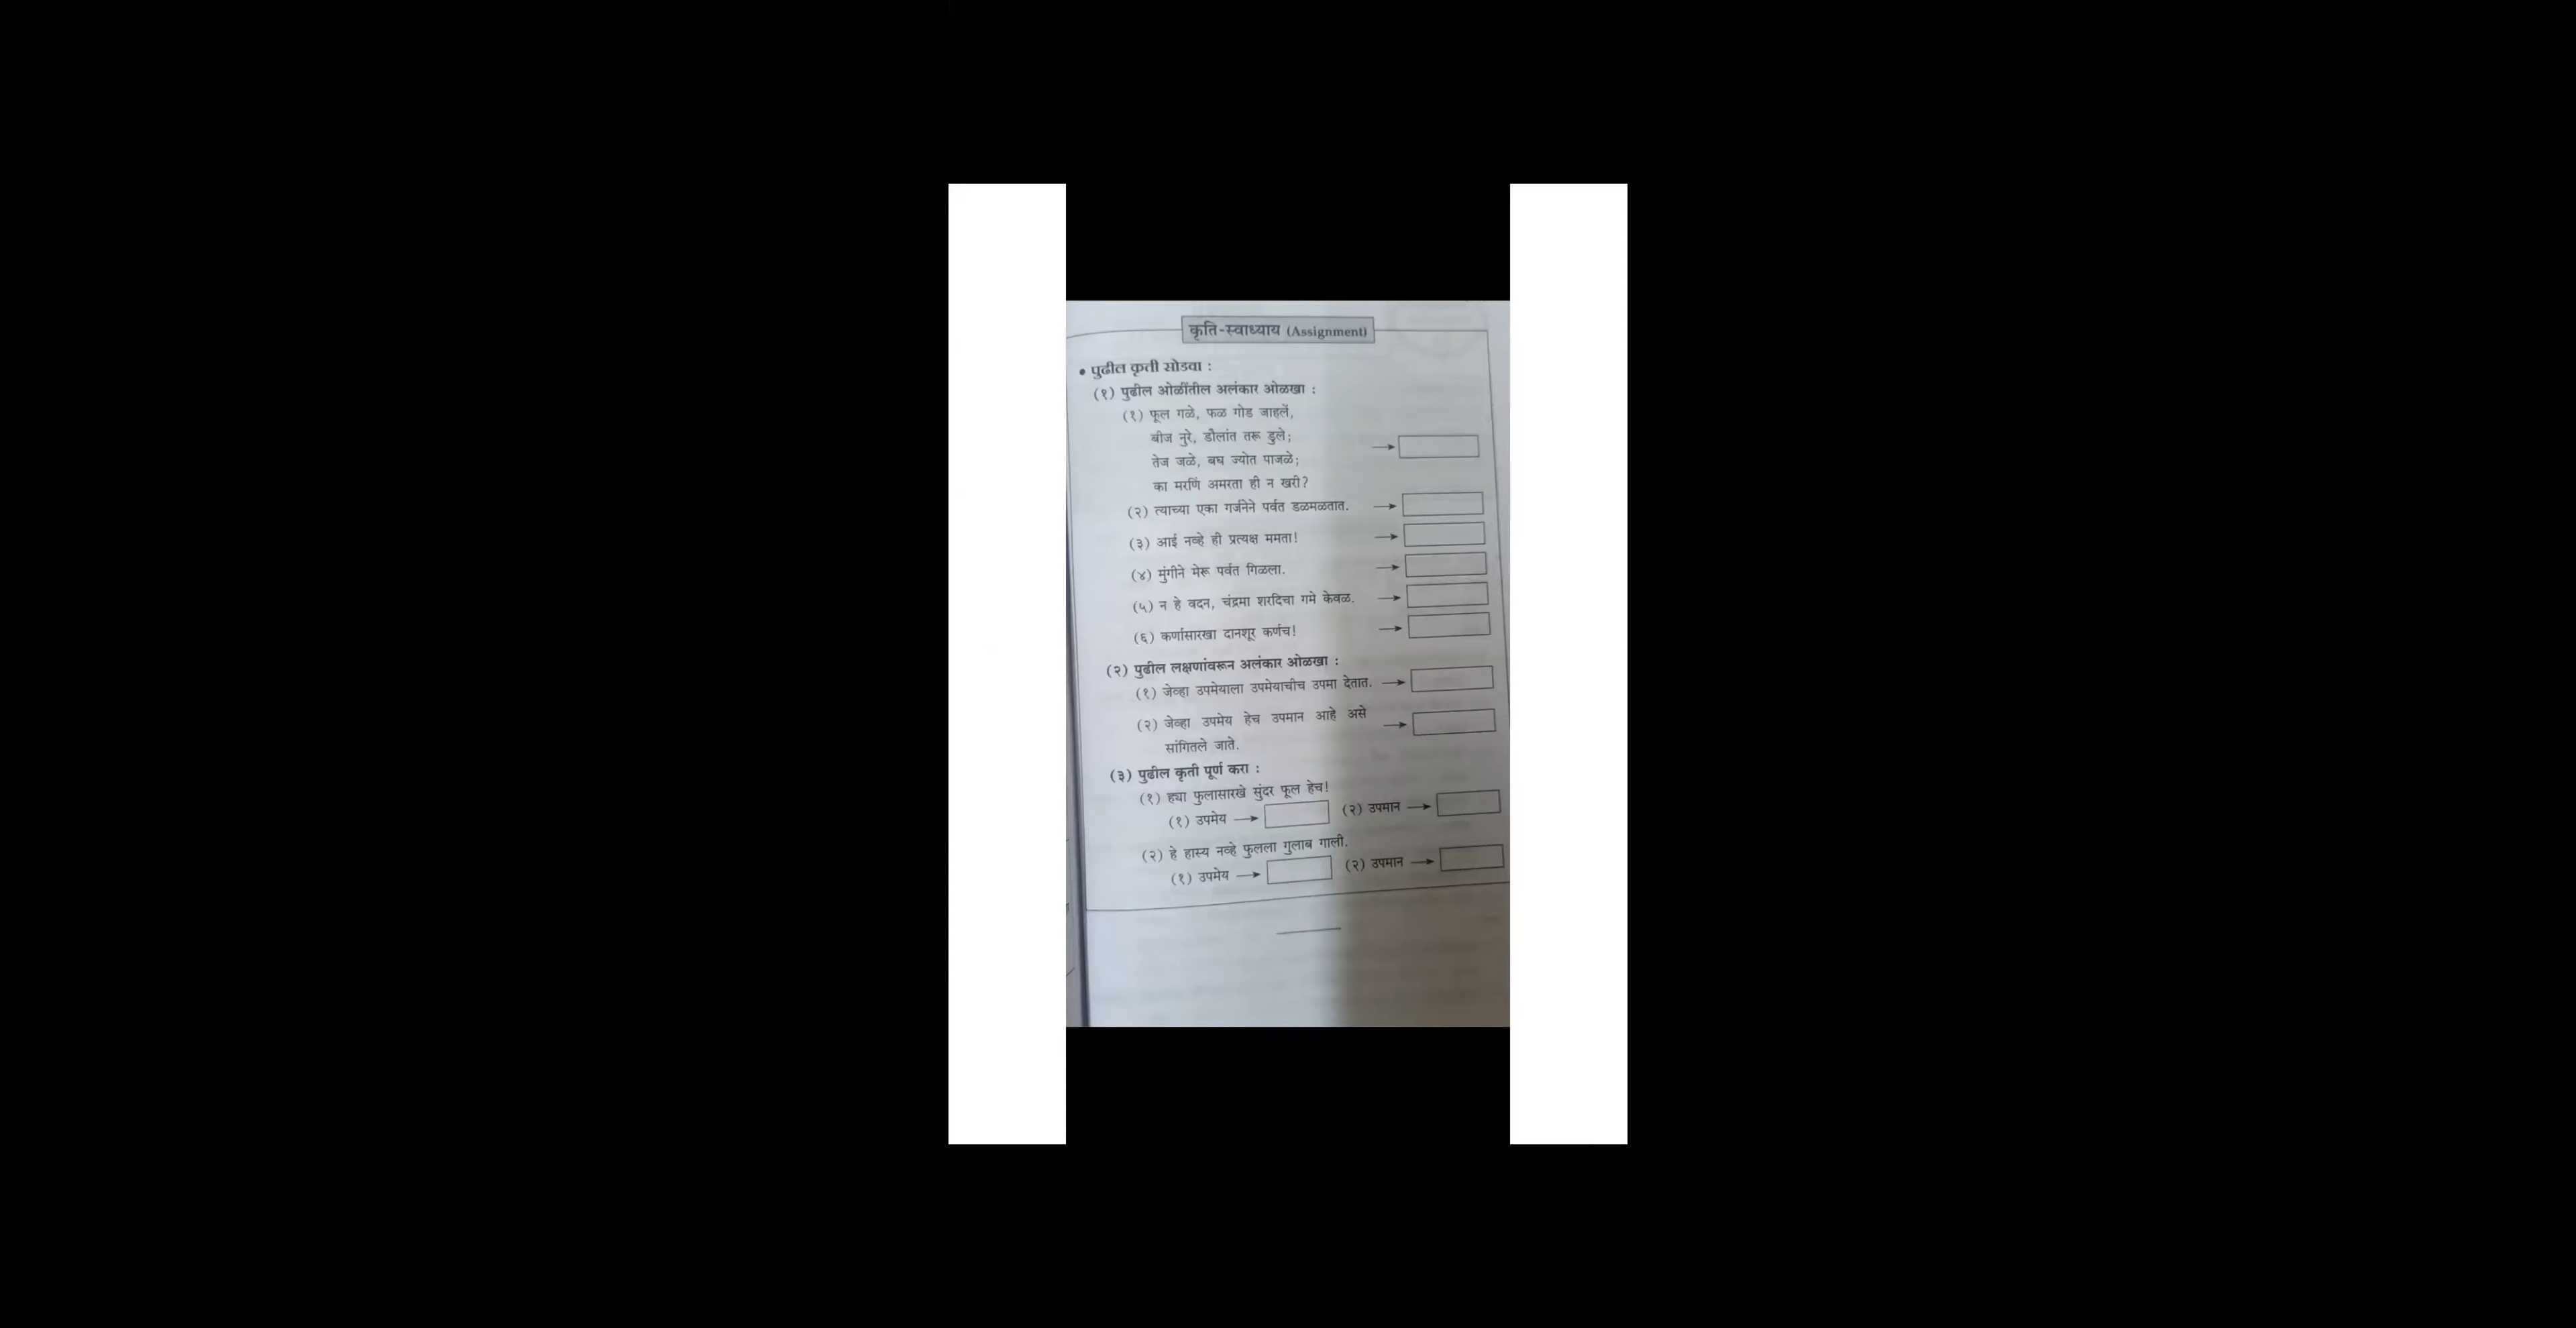 कृति-स्वाध्याय (Assignment)
• पुढील कृती सोडवा :
(१) पुढील ओळींतील अलंकार ओळखा :
(१) फूल गळे, फळ गोड जाहलें,
बीज नुरे, डौलांत तरू डुले;
तेज जळे, बघ ज्योत पाजळे;
का मरणिं अमरता ही न खरी?
(२) त्याच्या एका गर्जनेने पर्वत डळमळतात. →
(३) आई नव्हे ही प्रत्यक्ष ममता! →
(४) मुंगीने मेरू पर्वत गिळला. →
(५) न हे वदन, चंद्रमा शरदिचा गमे केवळ. →
(६) कर्णासारखा दानशूर कर्णच! →
(२) पुढील लक्षणांवरून अलंकार ओळखा :
(१) जेव्हा उपमेयाला उपमेयाचीच उपमा देतात. →
(२) जेव्हा उपमेय हेच उपमान आहे असे →
सांगितले जाते.
(३) पुढील कृती पूर्ण करा :
(१) ह्या फुलासारखे सुंदर फूल हेच!
(१) उपमेय → (२) उपमान →
(२) हे हास्य नव्हे फुलला गुलाब गाली.
(१) उपमेय → (२) उपमान →